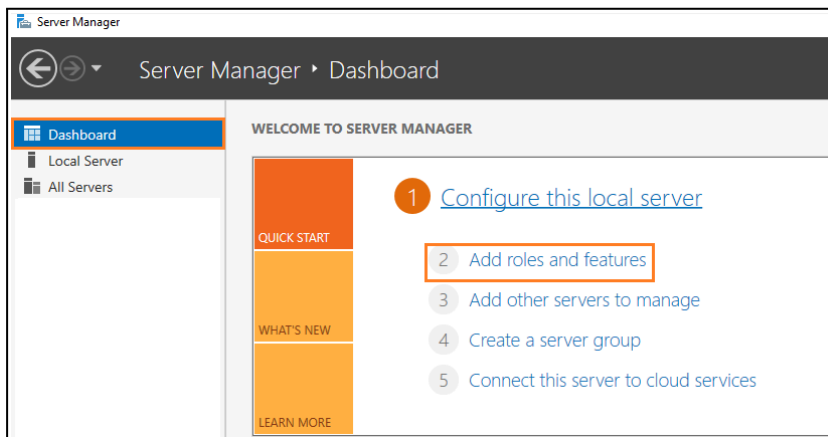 Server Manager
Server Manager ‣ Dashboard
Dashboard
Local Server
All Servers
WELCOME TO SERVER MANAGER
QUICK START
WHAT'S NEW
LEARN MORE
1 Configure this local server
2 Add roles and features
3 Add other servers to manage
4 Create a server group
5 Connect this server to cloud services